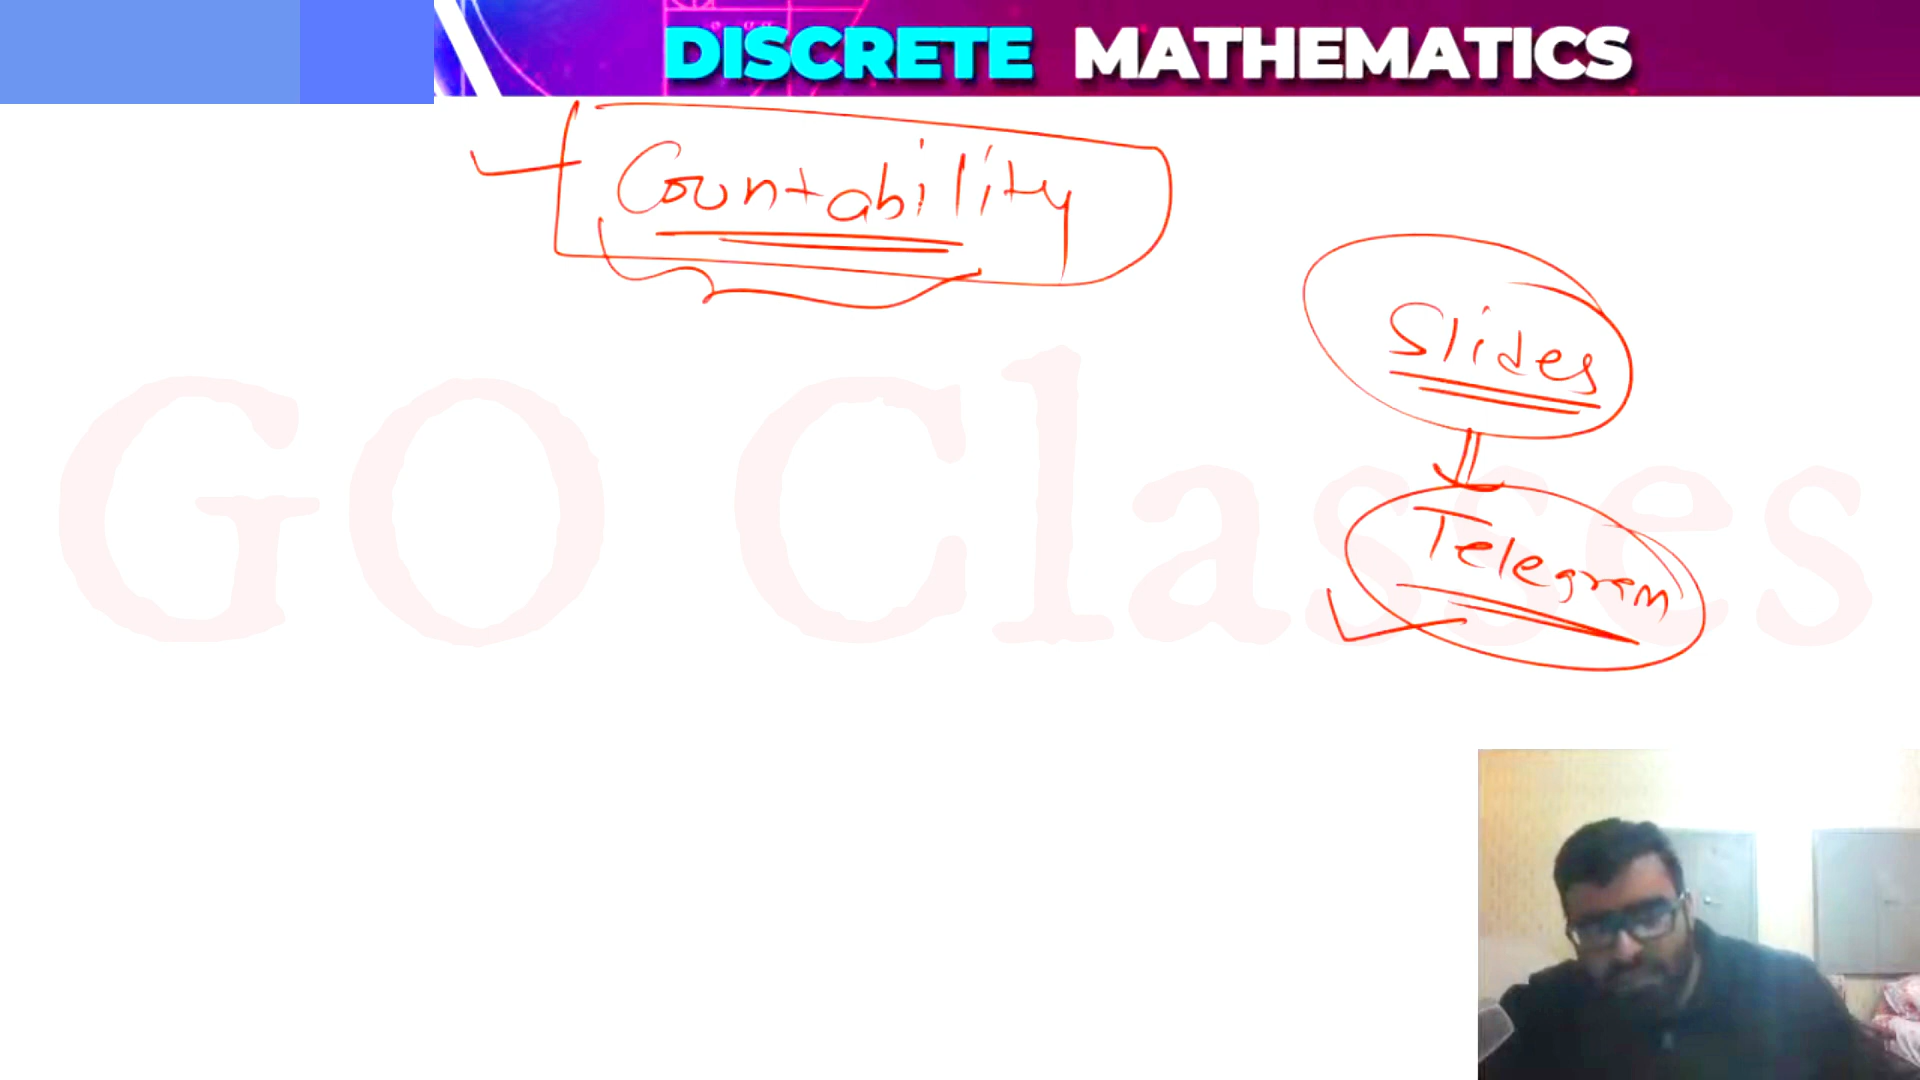 DISCRETE MATHEMATICS
Countability
Slides
Telegram
GO Classes